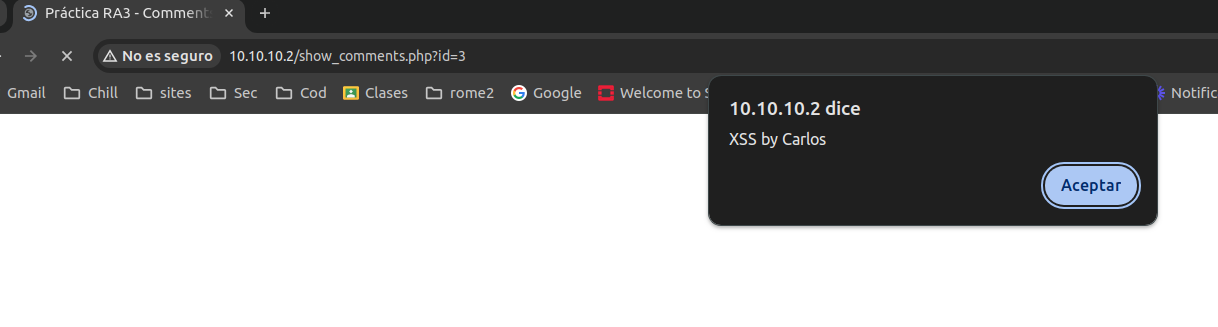 Práctica RA3 - Comment
No es seguro 10.10.10.2/show_comments.php?id=3
Gmail Chill sites Sec Cod Clases rome2 Google Welcome to Notific
10.10.10.2 dice
XSS by Carlos
Aceptar